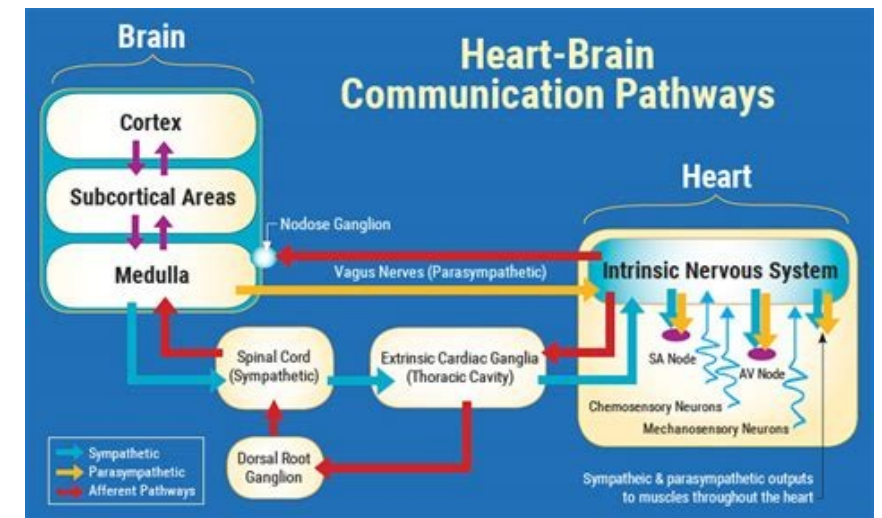 Brain
Heart-Brain
Communication Pathways
Cortex
Subcortical Areas
Medulla
Nodose Ganglion
Vagus Nerves (Parasympathetic)
Heart
Intrinsic Nervous System
SA Node
AV Node
Chemosensory Neurons
Mechanosensory Neurons
Spinal Cord
(Sympathetic)
Extrinsic Cardiac Ganglia
(Thoracic Cavity)
Dorsal Root
Ganglion
Sympathetic
Parasympathetic
Afferent Pathways
Sympatheic & parasympathetic outputs
to muscles throughout the heart